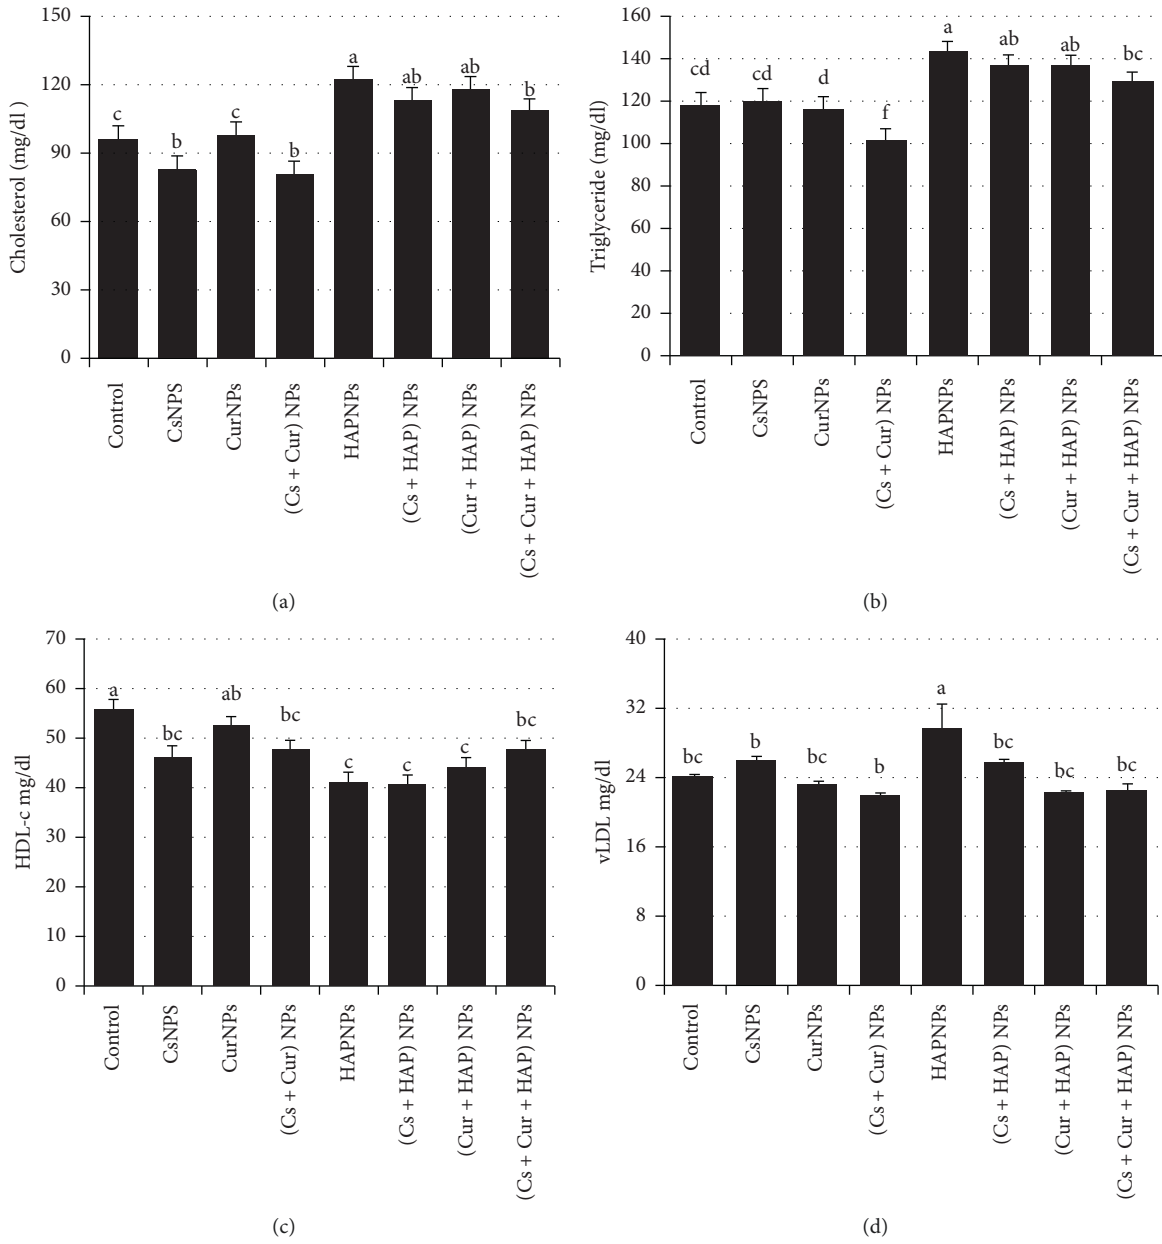 Cholesterol (mg/dl )
150
120
90
60
30
0
c
b
c
b
a
ab
ab
b
Control
CsNPS
CurNPs
(Cs + Cur) NPs
HAPNPs
(Cs + HAP) NPs
(Cur + HAP) NPs
(Cs + Cur + HAP) NPs
(a)
Triglyceride (mg/dl)
160
140
120
100
80
60
40
20
0
cd
cd
d
f
a
ab
ab
bc
Control
CsNPS
CurNPs
(Cs + Cur) NPs
HAPNPs
(Cs + HAP) NPs
(Cur + HAP) NPs
(Cs + Cur + HAP) NPs
(b)
HDL-c mg/dl
70
60
50
40
30
20
10
0
a
bc
ab
bc
c
c
c
bc
Control
CsNPS
CurNPs
(Cs + Cur) NPs
HAPNPs
(Cs + HAP) NPs
(Cur + HAP) NPs
(Cs + Cur + HAP) NPs
(c)
vLDL mg/dl
40
32
24
16
8
0
bc
b
bc
b
a
bc
bc
bc
Control
CsNPS
CurNPs
(Cs + Cur) NPs
HAPNPs
(Cs + HAP) NPs
(Cur + HAP) NPs
(Cs + Cur + HAP) NPs
(d)